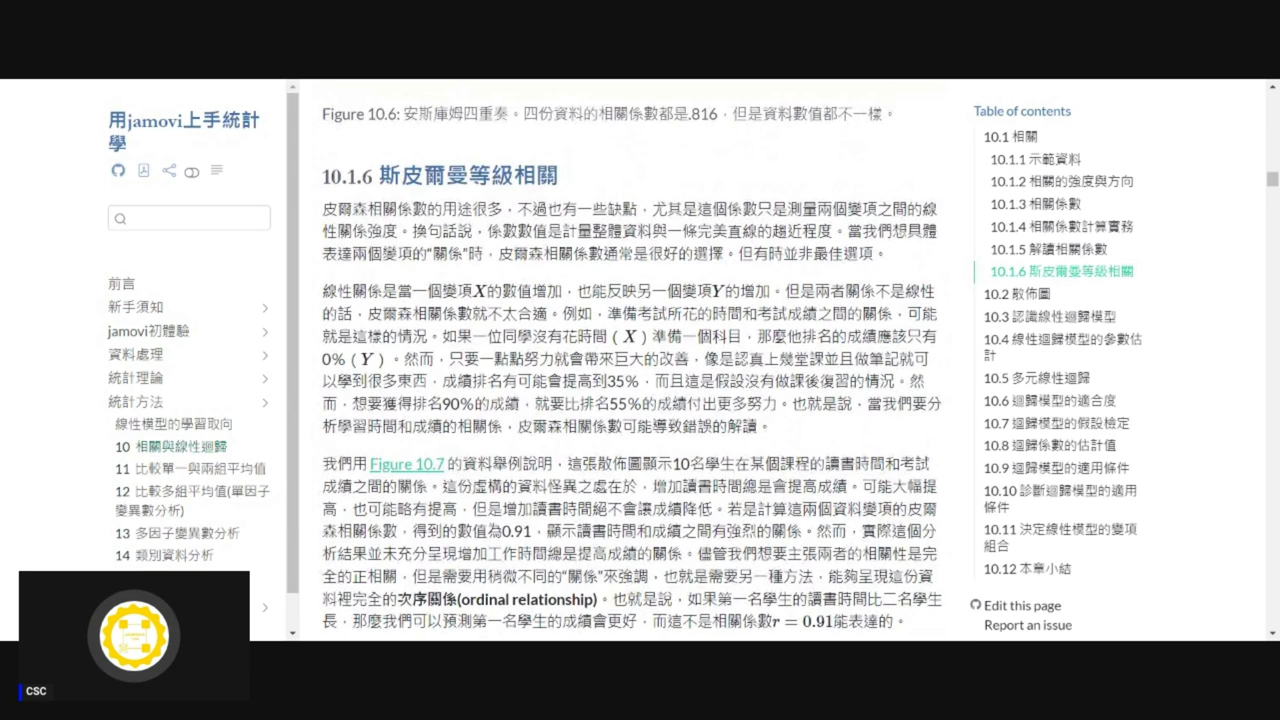 用jamovi上手統計
學
前言
新手須知
jamovi初體驗
資料處理
統計理論
統計方法
線性模型的學習取向
10 相關與線性迴歸
11 比較單一與兩組平均值
12 比較多組平均值(單因子
變異數分析)
13 多因子變異數分析
14 類別資料分析
Figure 10.6: 安斯庫姆四重奏。四份資料的相關係數都是.816，但是資料數值都不一樣。
10.1.6 斯皮爾曼等級相關
皮爾森相關係數的用途很多，不過也有一些缺點，尤其是這個係數只是測量兩個變項之間的線
性關係強度。換句話說，係數數值是計量整體資料與一條完美直線的趨近程度。當我們想具體
表達兩個變項的“關係”時，皮爾森相關係數通常是很好的選擇。但有時並非最佳選項。
線性關係是當一個變項X的數值增加，也能反映另一個變項Y的增加。但是兩者關係不是線性
的話，皮爾森相關係數就不太合適。例如，準備考試所花的時間和考試成績之間的關係，可能
就是這樣的情況。如果一位同學沒有花時間（X）準備一個科目，那麼他排名的成績應該只有
0%（Y）。然而，只要一點點努力就會帶來巨大的改善，像是認真上幾堂課並且做筆記就可
以學到很多東西，成績排名有可能會提高到35%，而且這是假設沒有做課後復習的情況。然
而，想要獲得排名90%的成績，就要比排名55%的成績付出更多努力。也就是說，當我們要分
析學習時間和成績的相關係，皮爾森相關係數可能導致錯誤的解讀。
我們用 Figure 10.7 的資料舉例說明，這張散佈圖顯示10名學生在某個課程的讀書時間和考試
成績之間的關係。這份虛構的資料怪異之處在於，增加讀書時間總是會提高成績。可能大幅提
高，也可能略有提高，但是增加讀書時間絕不會讓成績降低。若是計算這兩個資料變項的皮爾
森相關係數，得到的數值為0.91，顯示讀書時間和成績之間有強烈的關係。然而，實際這個分
析結果並未充分呈現增加工作時間總是提高成績的關係。儘管我們想要主張兩者的相關性是完
全的正相關，但是需要用稍微不同的“關係”來強調，也就是需要另一種方法，能夠呈現這份資
料裡完全的次序關係(ordinal relationship)。也就是說，如果第一名學生的讀書時間比二名學生
長，那麼我們可以預測第一名學生的成績會更好，而這不是相關係數r = 0.91能表達的。
Table of contents
10.1 相關
10.1.1 示範資料
10.1.2 相關的強度與方向
10.1.3 相關係數
10.1.4 相關係數計算實務
10.1.5 解讀相關係數
10.1.6 斯皮爾曼等級相關
10.2 散佈圖
10.3 認識線性迴歸模型
10.4 線性迴歸模型的參數估
計
10.5 多元線性迴歸
10.6 迴歸模型的適合度
10.7 迴歸模型的假設檢定
10.8 迴歸係數的估計值
10.9 迴歸模型的適用條件
10.10 診斷迴歸模型的適用
條件
10.11 決定線性模型的變項
組合
10.12 本章小結
Edit this page
Report an issue
CSC